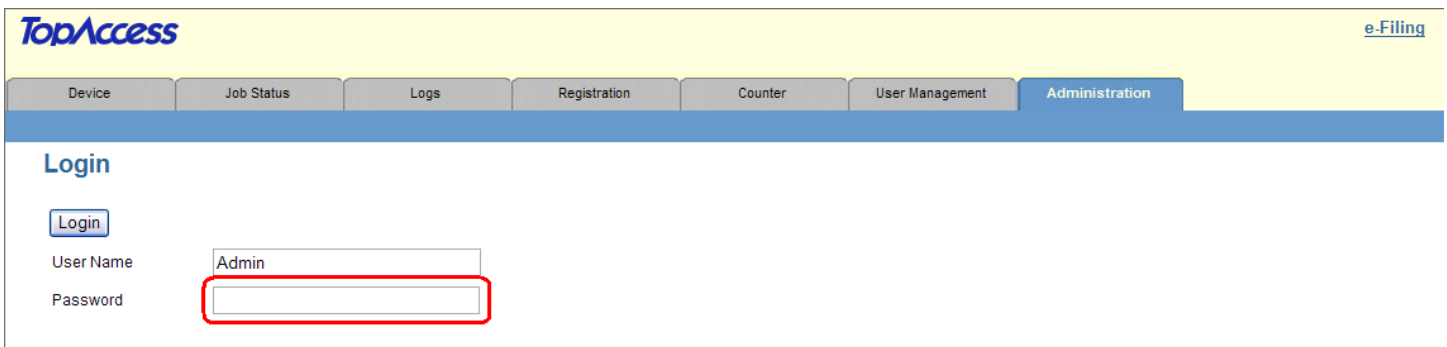 TopAccess
e-Filing
Device Job Status Logs Registration Counter User Management Administration
Login
Login
User Name Admin
Password